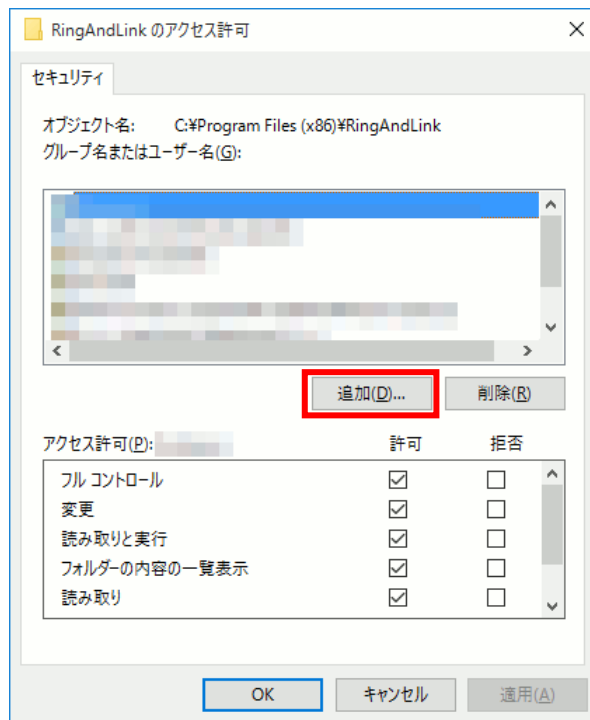 RingAndLink のアクセス許可
セキュリティ
オブジェクト名: C:¥Program Files (x86)¥RingAndLink
グループ名またはユーザー名(G):
追加(D)... 削除(R)
アクセス許可(P): 許可 拒否
フル コントロール
変更
読み取りと実行
フォルダーの内容の一覧表示
読み取り
OK キャンセル 適用(A)